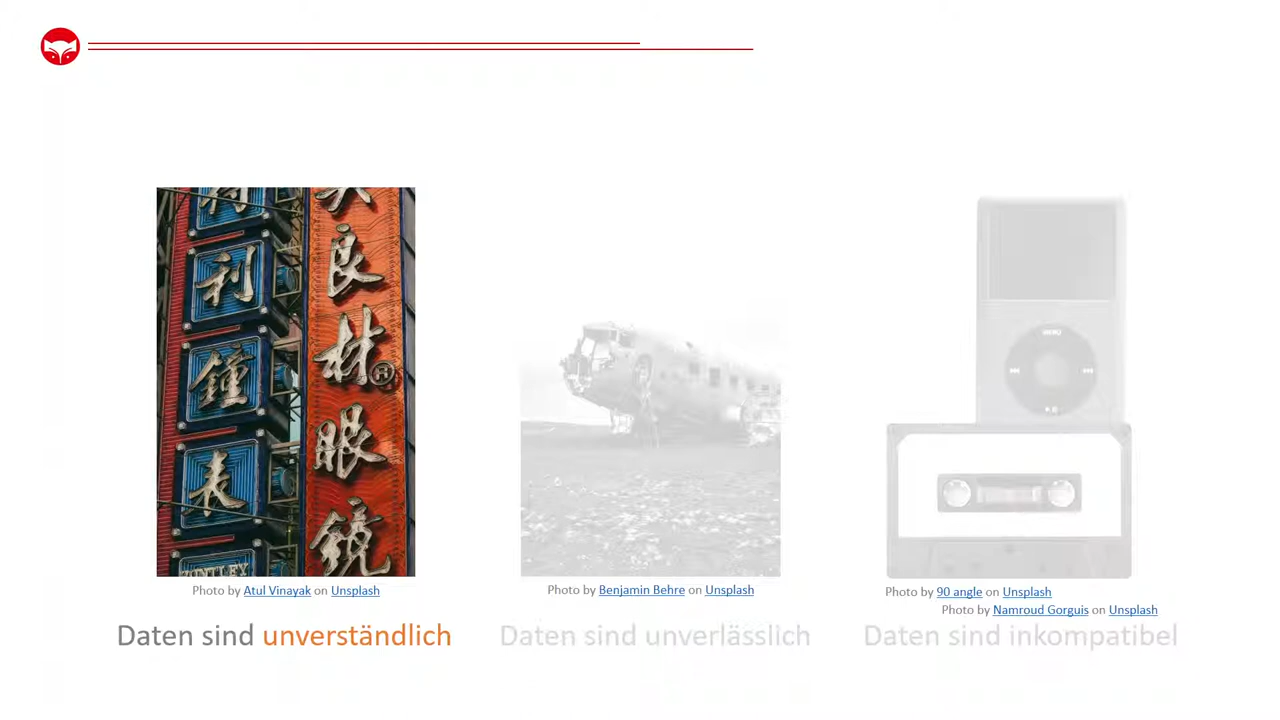 利
鐘
表
良
材
眼
鏡
®
MENU
Photo by Atul Vinayak on Unsplash
Photo by Benjamin Behre on Unsplash
Photo by 90 angle on Unsplash
Photo by Namroud Gorguis on Unsplash
Daten sind unverständlich
Daten sind unverlässlich
Daten sind inkompatibel